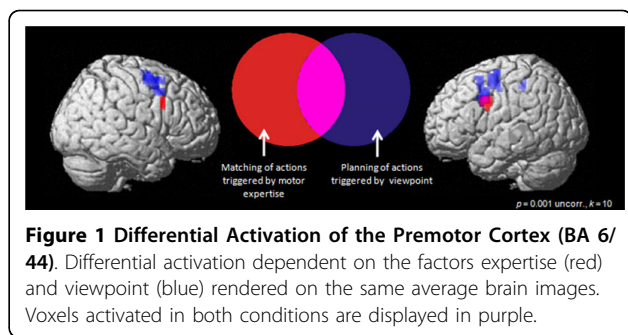 Matching of actions
triggered by motor
expertise
Planning of actions
triggered by viewpoint
p = 0.001 uncorr., k = 10
Figure 1 Differential Activation of the Premotor Cortex (BA 6/
44). Differential activation dependent on the factors expertise (red)
and viewpoint (blue) rendered on the same average brain images.
Voxels activated in both conditions are displayed in purple.